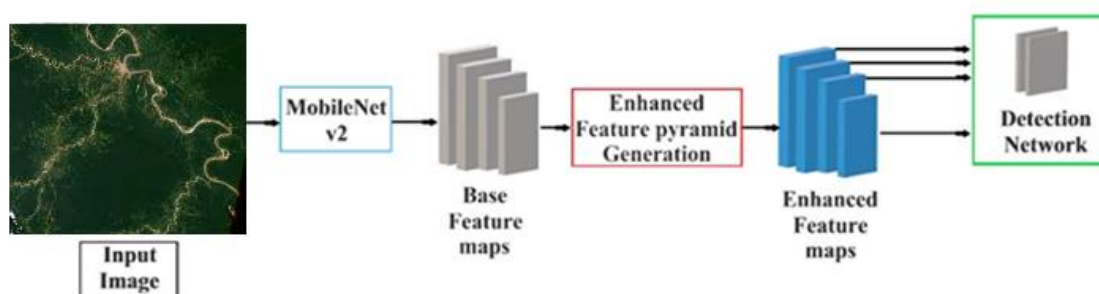 Input
Image
MobileNet
v2
Base
Feature
maps
Enhanced
Feature pyramid
Generation
Enhanced Feature
maps
Detection
Network